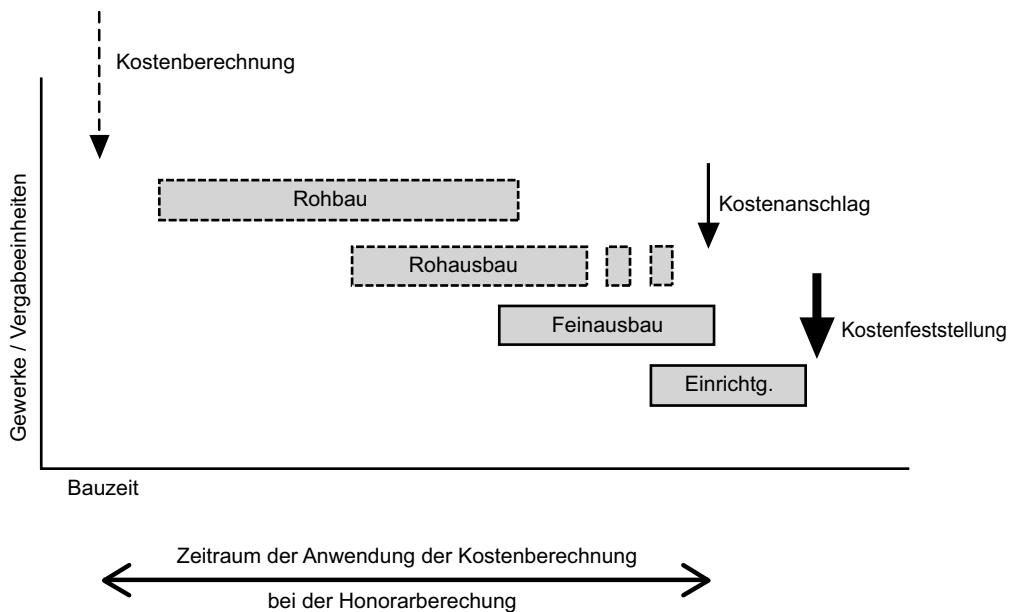 Kostenberechnung
Rohbau
Kostenanschlag
Rohausbau
Feinausbau
Kostenfeststellung
Einrichtg.
Gewerke / Vergabeeinheiten
Bauzeit
Zeitraum der Anwendung der Kostenberechnung
bei der Honorarberechung